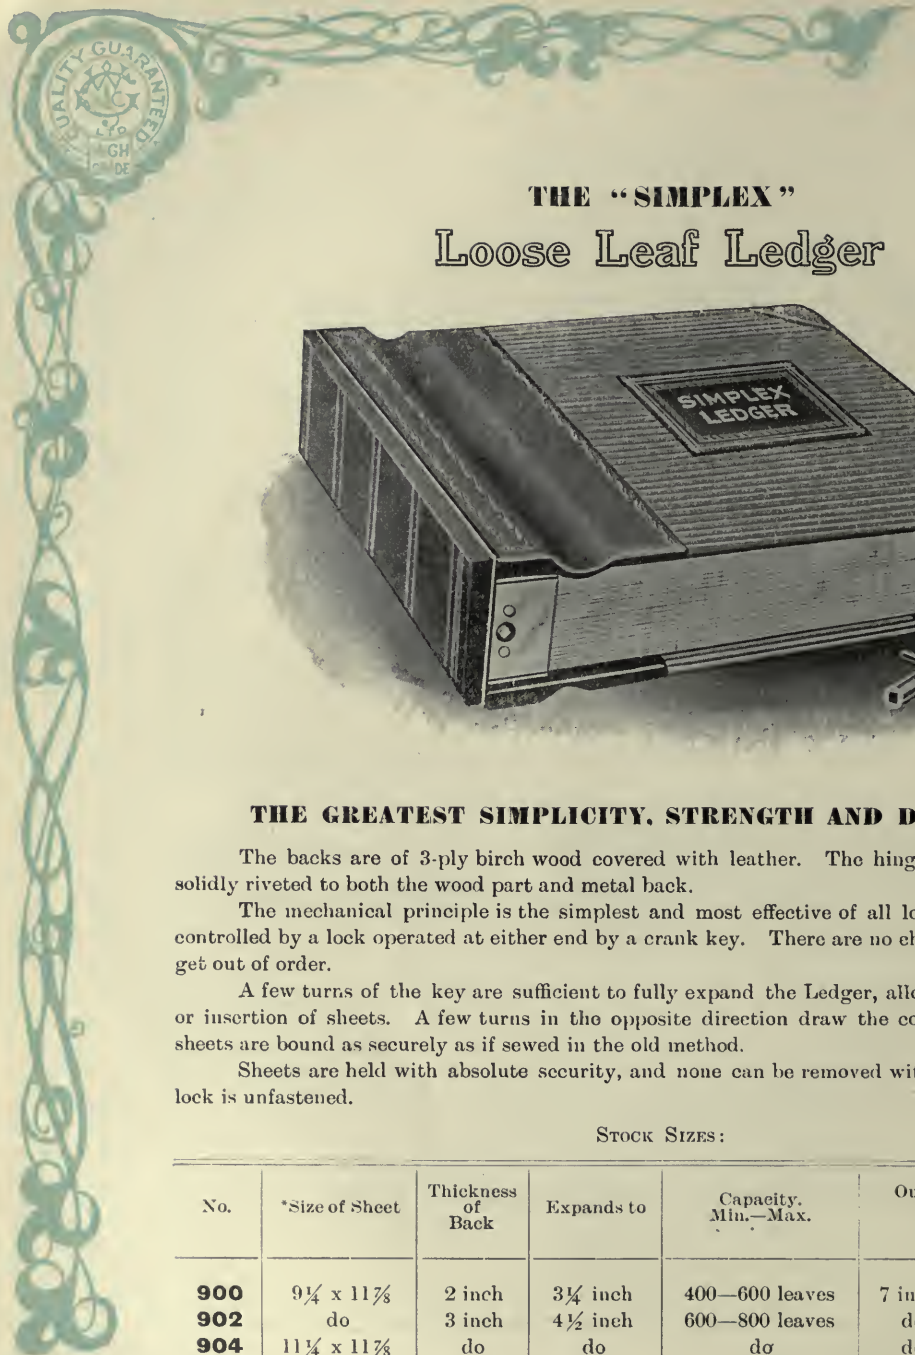 QUALITY GUARANTEED
LTD
THE "SIMPLEX"
Loose Leaf Ledger
SIMPLEX
LEDGER
THE GREATEST SIMPLICITY, STRENGTH AND D
The backs are of 3-ply birch wood covered with leather. The hing
solidly riveted to both the wood part and metal back.
The mechanical principle is the simplest and most effective of all lo
controlled by a lock operated at either end by a crank key. There are no ch
get out of order.
A few turns of the key are sufficient to fully expand the Ledger, allo
or insertion of sheets. A few turns in the opposite direction draw the co
sheets are bound as securely as if sewed in the old method.
Sheets are held with absolute security, and none can be removed wit
lock is unfastened.
STOCK SIZES:
No. *Size of Sheet Thickness of Back Expands to Capacity. Min.—Max. Ou
900 9¼ x 11⅞ 2 inch 3¼ inch 400—600 leaves 7 in
902 do 3 inch 4½ inch 600—800 leaves d
904 11¼ x 11⅞ do do do d